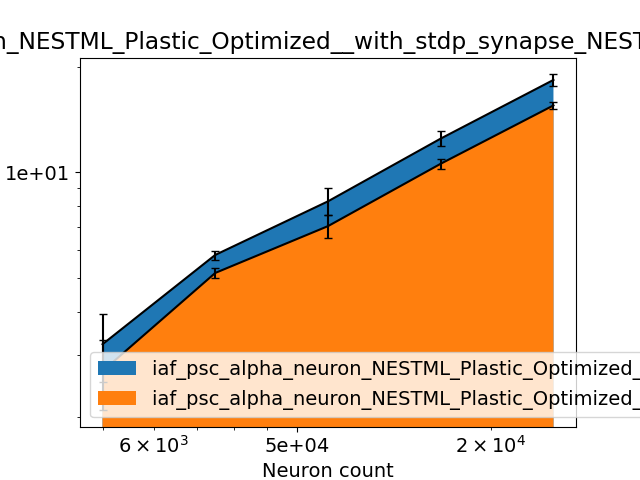 n_NESTML_Plastic_Optimized__with_stdp_synapse_NEST
1e+01
iaf_psc_alpha_neuron_NESTML_Plastic_Optimized_
iaf_psc_alpha_neuron_NESTML_Plastic_Optimized_
6 × 10³ 5e+04 2 × 10⁴
Neuron count